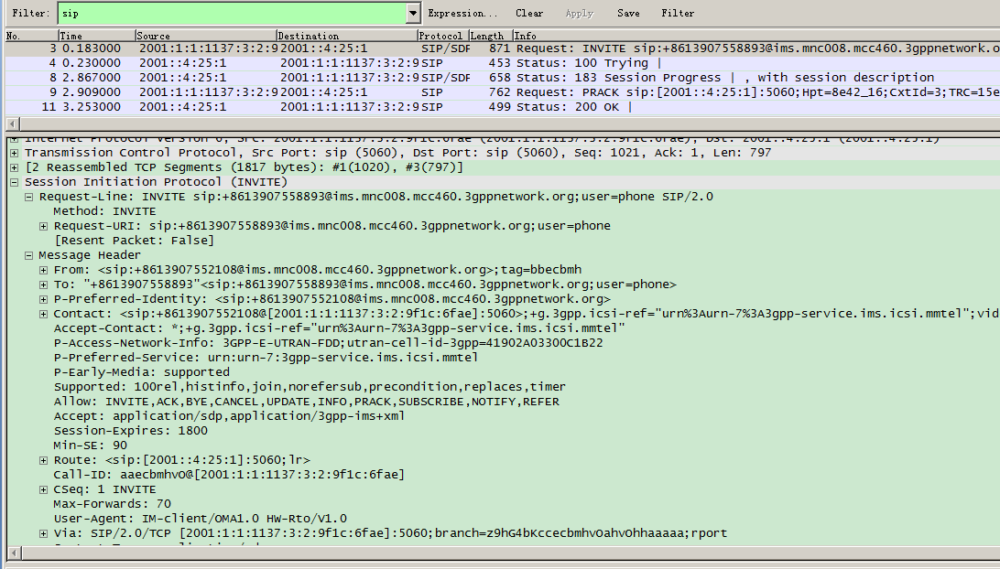 Filter: sip Expression... Clear Apply Save Filter
No. Time Source Destination Protocol Length Info
3 0.183000 2001:1:1:1137:3:2:9 2001::4:25:1 SIP/SDF 871 Request: INVITE sip:+8613907558893@ims.mnc008.mcc460.3gppnetwork.o
4 0.230000 2001::4:25:1 2001:1:1:1137:3:2:9 SIP 453 Status: 100 Trying |
8 2.867000 2001::4:25:1 2001:1:1:1137:3:2:9 SIP/SDF 658 Status: 183 Session Progress | , with session description
9 2.909000 2001:1:1:1137:3:2:9 2001::4:25:1 SIP 762 Request: PRACK sip:[2001::4:25:1]:5060;Hpt=8e42_16;CxtId=3;TRC=15e
11 3.253000 2001::4:25:1 2001:1:1:1137:3:2:9 SIP 499 Status: 200 OK |
Internet Protocol Version 6, Src: 2001:1:1:1137:3:2:9f1c:6fae (2001:1:1:1137:3:2:9f1c:6fae), Dst: 2001::4:25:1 (2001::4:25:1)
Transmission Control Protocol, Src Port: sip (5060), Dst Port: sip (5060), Seq: 1021, Ack: 1, Len: 797
[2 Reassembled TCP Segments (1817 bytes): #1(1020), #3(797)]
Session Initiation Protocol (INVITE)
Request-Line: INVITE sip:+8613907558893@ims.mnc008.mcc460.3gppnetwork.org;user=phone SIP/2.0
Method: INVITE
Request-URI: sip:+8613907558893@ims.mnc008.mcc460.3gppnetwork.org;user=phone
[Resent Packet: False]
Message Header
From: <sip:+8613907552108@ims.mnc008.mcc460.3gppnetwork.org>;tag=bbecbmh
To: "+8613907558893"<sip:+8613907558893@ims.mnc008.mcc460.3gppnetwork.org;user=phone>
P-Preferred-Identity: <sip:+8613907552108@ims.mnc008.mcc460.3gppnetwork.org>
Contact: <sip:+8613907552108@[2001:1:1:1137:3:2:9f1c:6fae]:5060>;+g.3gpp.icsi-ref="urn%3Aurn-7%3A3gpp-service.ims.icsi.mmtel";vid
Accept-Contact: *;+g.3gpp.icsi-ref="urn%3Aurn-7%3A3gpp-service.ims.icsi.mmtel"
P-Access-Network-Info: 3GPP-E-UTRAN-FDD;utran-cell-id-3gpp=41902A03300C1B22
P-Preferred-Service: urn:urn-7:3gpp-service.ims.icsi.mmtel
P-Early-Media: supported
Supported: 100rel,histinfo,join,norefersub,precondition,replaces,timer
Allow: INVITE,ACK,BYE,CANCEL,UPDATE,INFO,PRACK,SUBSCRIBE,NOTIFY,REFER
Accept: application/sdp,application/3gpp-ims+xml
Session-Expires: 1800
Min-SE: 90
Route: <sip:[2001::4:25:1]:5060;lr>
Call-ID: aaecbmhvO@[2001:1:1:1137:3:2:9f1c:6fae]
CSeq: 1 INVITE
Max-Forwards: 70
User-Agent: IM-client/OMA1.0 HW-Rto/V1.0
Via: SIP/2.0/TCP [2001:1:1:1137:3:2:9f1c:6fae]:5060;branch=z9hG4bKccecbmhvOahvOhhaaaaa;rport